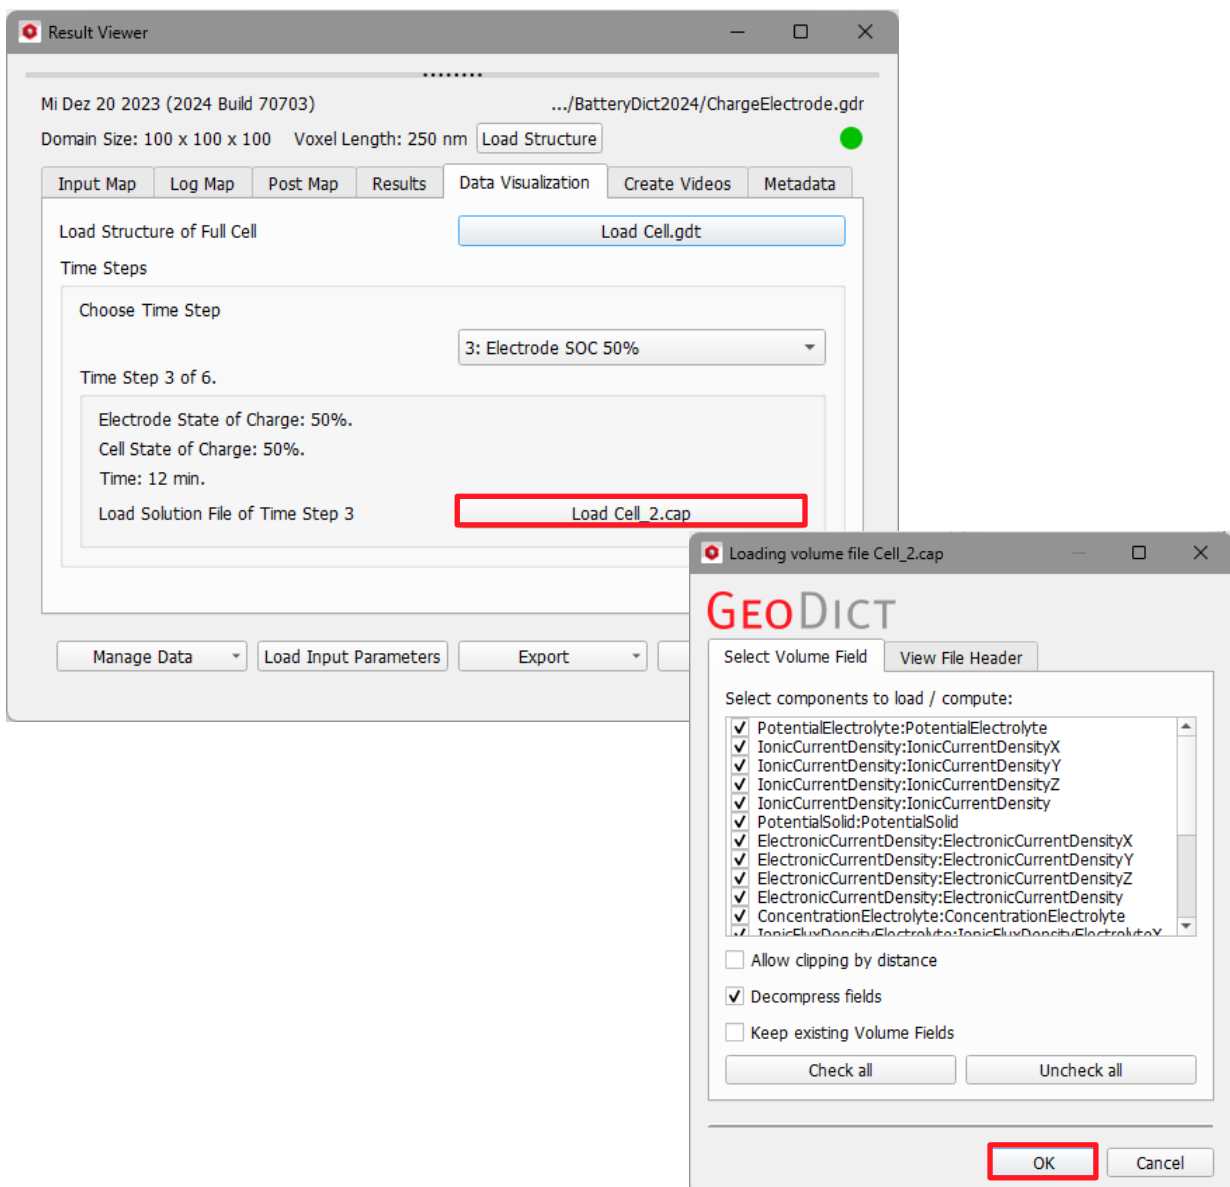 Result Viewer
Mi Dez 20 2023 (2024 Build 70703) .../BatteryDict2024/ChargeElectrode.gdr
Domain Size: 100 x 100 x 100 Voxel Length: 250 nm Load Structure
Input Map Log Map Post Map Results Data Visualization Create Videos Metadata
Load Structure of Full Cell Load Cell.gdt
Time Steps
Choose Time Step
3: Electrode SOC 50%
Time Step 3 of 6.
Electrode State of Charge: 50%.
Cell State of Charge: 50%.
Time: 12 min.
Load Solution File of Time Step 3 Load Cell_2.cap
Manage Data Load Input Parameters Export
Loading volume file Cell_2.cap
GEODICT
Select Volume Field View File Header
Select components to load / compute:
PotentialElectrolyte:PotentialElectrolyte
IonicCurrentDensity:IonicCurrentDensityX
IonicCurrentDensity:IonicCurrentDensityY
IonicCurrentDensity:IonicCurrentDensityZ
IonicCurrentDensity:IonicCurrentDensity
PotentialSolid:PotentialSolid
ElectronicCurrentDensity:ElectronicCurrentDensityX
ElectronicCurrentDensity:ElectronicCurrentDensityY
ElectronicCurrentDensity:ElectronicCurrentDensityZ
ElectronicCurrentDensity:ElectronicCurrentDensity
ConcentrationElectrolyte:ConcentrationElectrolyte
IonicFluxDensityElectrolyte:IonicFluxDensityElectrolyteX
Allow clipping by distance
Decompress fields
Keep existing Volume Fields
Check all Uncheck all
OK Cancel